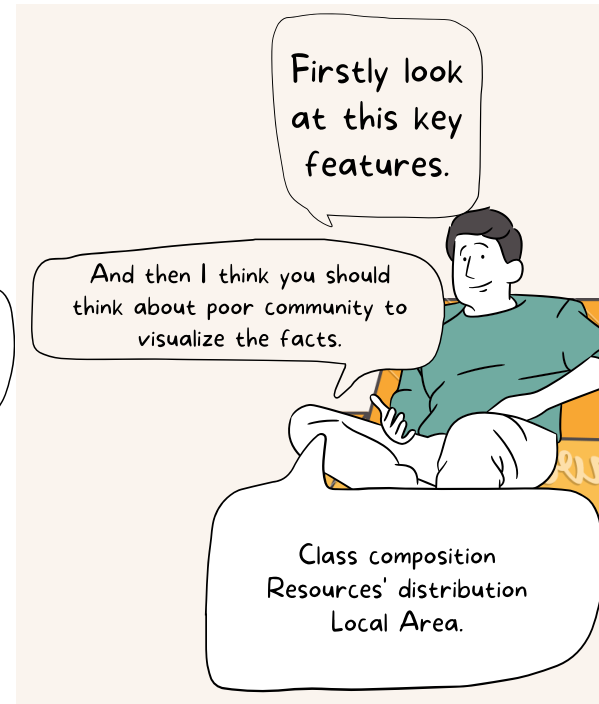 Firstly look
at this key
features.
And then I think you should
think about poor community to
visualize the facts.
Class composition
Resources' distribution
Local Area.